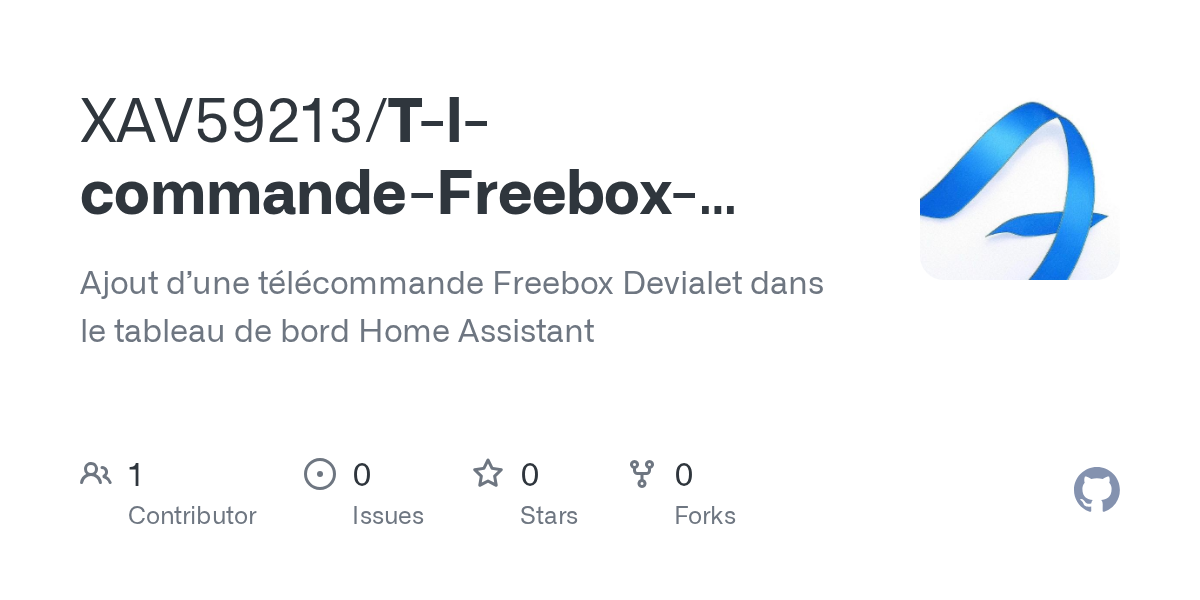 XAV59213/T-l-
commande-Freebox-...
Ajout d’une télécommande Freebox Devialet dans
le tableau de bord Home Assistant
1 0 0 0
Contributor Issues Stars Forks